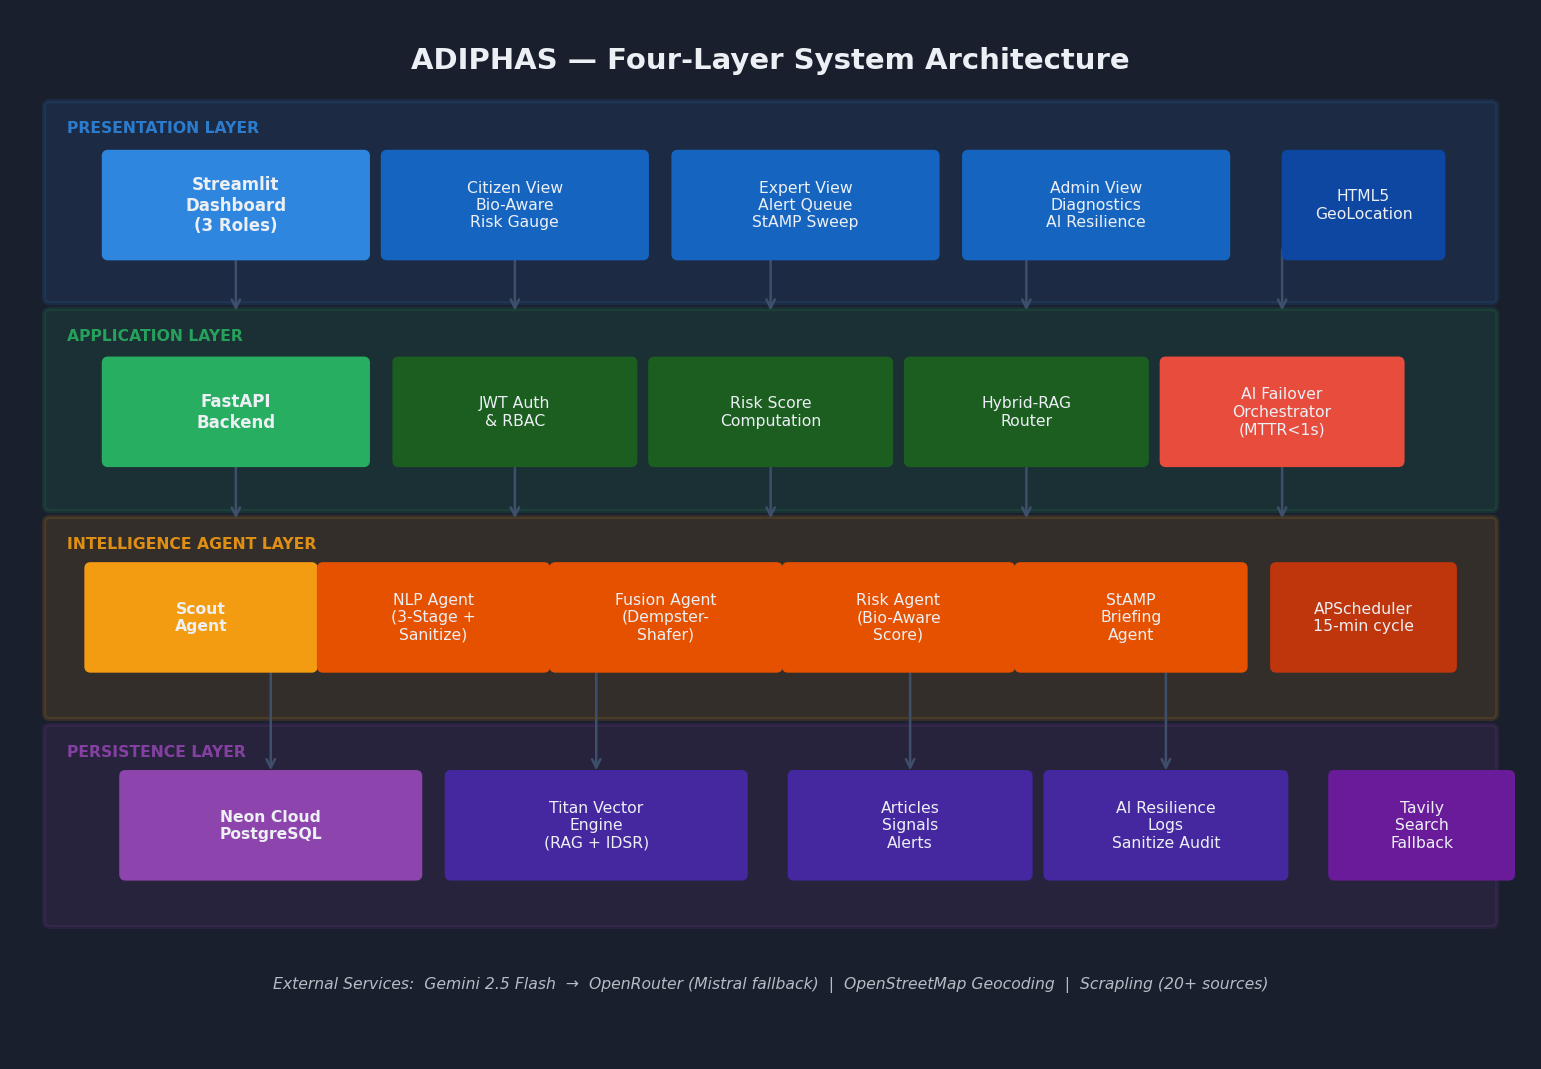 ADIPHAS — Four-Layer System Architecture
PRESENTATION LAYER
Streamlit
Dashboard
(3 Roles)
Citizen View
Bio-Aware
Risk Gauge
Expert View
Alert Queue
StAMP Sweep
Admin View
Diagnostics
AI Resilience
HTML5
GeoLocation
APPLICATION LAYER
FastAPI
Backend
JWT Auth
& RBAC
Risk Score
Computation
Hybrid-RAG
Router
AI Failover
Orchestrator
(MTTR<1s)
INTELLIGENCE AGENT LAYER
Scout
Agent
NLP Agent
(3-Stage +
Sanitize)
Fusion Agent
(Dempster-
Shafer)
Risk Agent
(Bio-Aware
Score)
StAMP
Briefing
Agent
APScheduler
15-min cycle
PERSISTENCE LAYER
Neon Cloud
PostgreSQL
Titan Vector
Engine
(RAG + IDSR)
Articles
Signals
Alerts
AI Resilience
Logs
Sanitize Audit
Tavily
Search
Fallback
External Services:  Gemini 2.5 Flash  →  OpenRouter (Mistral fallback)  |  OpenStreetMap Geocoding  |  Scrapling (20+ sources)